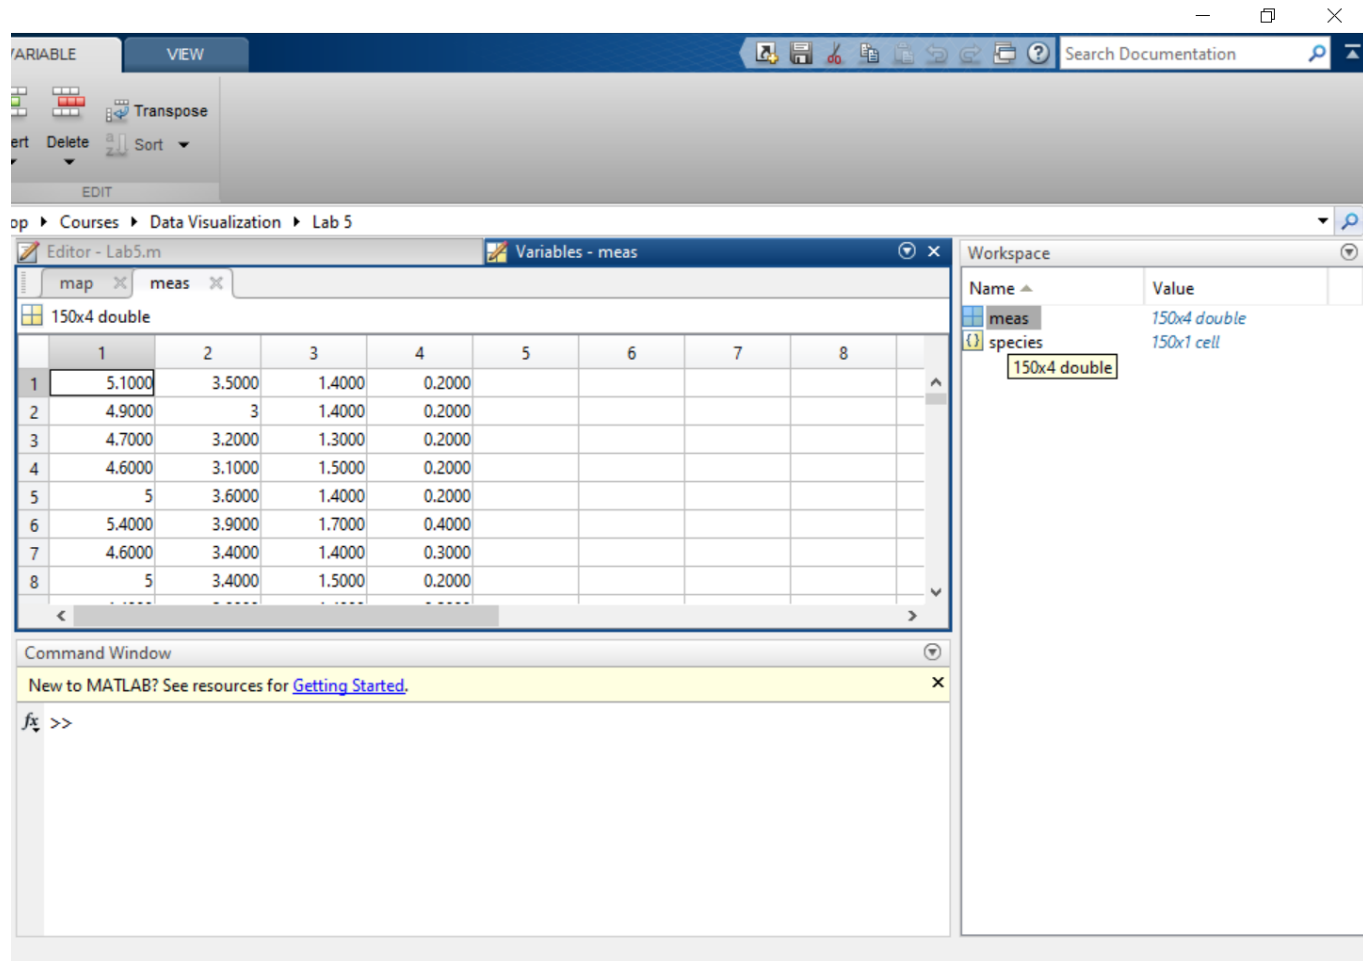 VARIABLE VIEW Search Documentation
Transpose
ert Delete Sort
EDIT
op Courses Data Visualization Lab 5
Editor - Lab5.m Variables - meas Workspace
map meas Name Value
150x4 double meas 150x4 double
species 150x1 cell
150x4 double
1 2 3 4 5 6 7 8
1 5.1000 3.5000 1.4000 0.2000
2 4.9000 3 1.4000 0.2000
3 4.7000 3.2000 1.3000 0.2000
4 4.6000 3.1000 1.5000 0.2000
5 5 3.6000 1.4000 0.2000
6 5.4000 3.9000 1.7000 0.4000
7 4.6000 3.4000 1.4000 0.3000
8 5 3.4000 1.5000 0.2000
Command Window
New to MATLAB? See resources for Getting Started.
fx >>